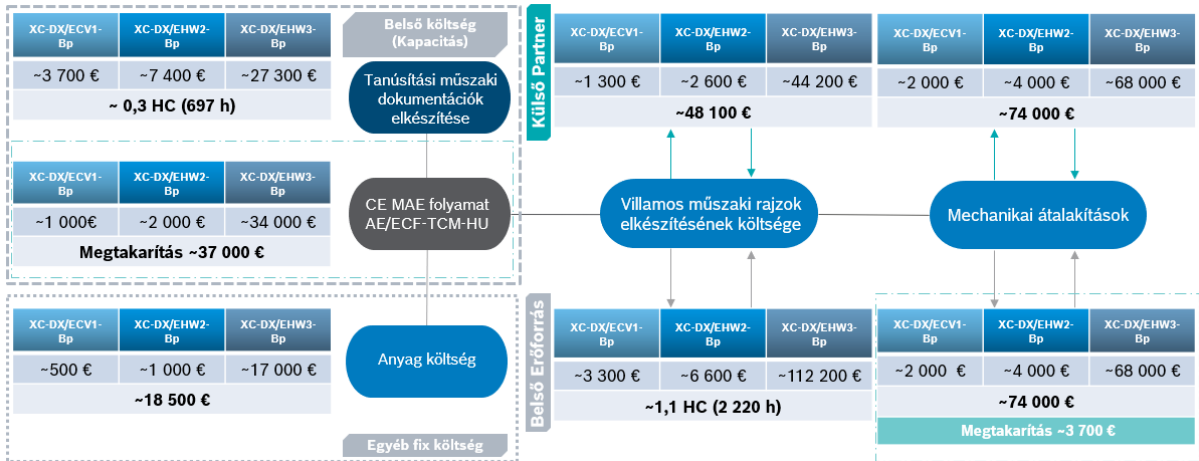 XC-DX/ECV1-
Bp
XC-DX/EHW2-
Bp
XC-DX/EHW3-
Bp
~3 700 €
~7 400 €
~27 300 €
~ 0,3 HC (697 h)
Belső költség
(Kapacitás)
Tanúsítási műszaki
dokumentációk
elkészítése
XC-DX/ECV1-
Bp
XC-DX/EHW2-
Bp
XC-DX/EHW3-
Bp
~1 000€
~2 000 €
~34 000 €
Megtakarítás ~37 000 €
CE MAE folyamat
AE/ECF-TCM-HU
XC-DX/ECV1-
Bp
XC-DX/EHW2-
Bp
XC-DX/EHW3-
Bp
~500 €
~1 000 €
~17 000 €
~18 500 €
Anyag költség
Egyéb fix költség
Külső Partner
XC-DX/ECV1-
Bp
XC-DX/EHW2-
Bp
XC-DX/EHW3-
Bp
~1 300 €
~2 600 €
~44 200 €
~48 100 €
XC-DX/ECV1-
Bp
XC-DX/EHW2-
Bp
XC-DX/EHW3-
Bp
~2 000 €
~4 000 €
~68 000 €
~74 000 €
Villamos műszaki rajzok
elkészítésének költsége
Mechanikai átalakítások
Belső Erőforrás
XC-DX/ECV1-
Bp
XC-DX/EHW2-
Bp
XC-DX/EHW3-
Bp
~3 300 €
~6 600 €
~112 200 €
~1,1 HC (2 220 h)
XC-DX/ECV1-
Bp
XC-DX/EHW2-
Bp
XC-DX/EHW3-
Bp
~2 000 €
~4 000 €
~68 000 €
~74 000 €
Megtakarítás ~3 700 €